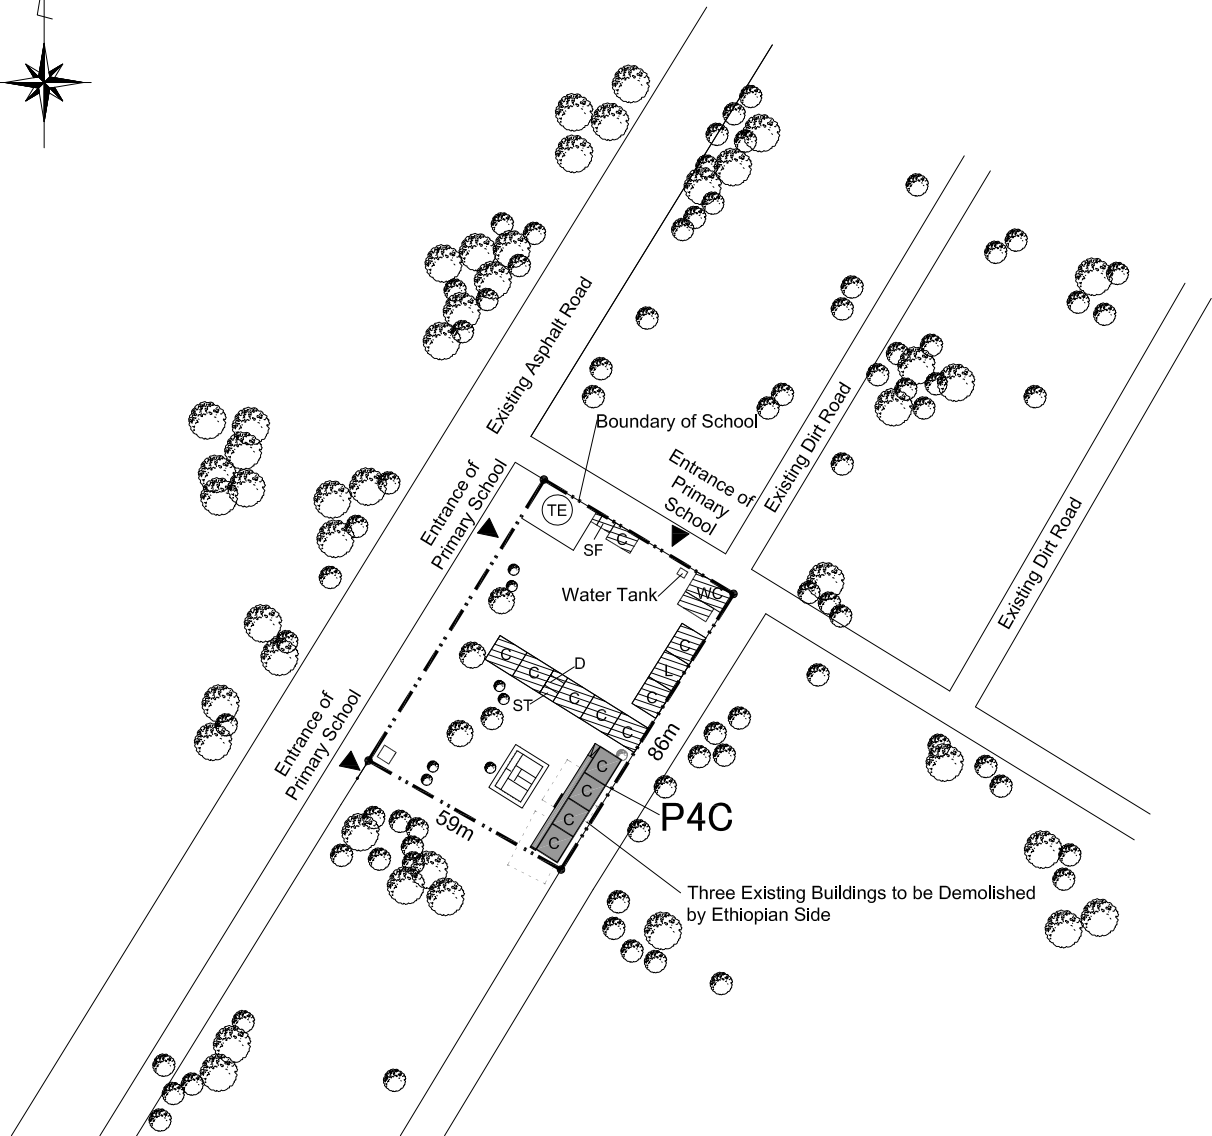 Existing Asphalt Road
Boundary of School
Existing Dirt Road
Entrance of
Primary
School
Entrance of
Primary School
Existing Dirt Road
TE
SF
C
Water Tank
WC
C
L
C
C
C
D
ST
C
C
C
86m
Entrance of
Primary School
C
C
C
C
P4C
59m
Three Existing Buildings to be Demolished
by Ethiopian Side